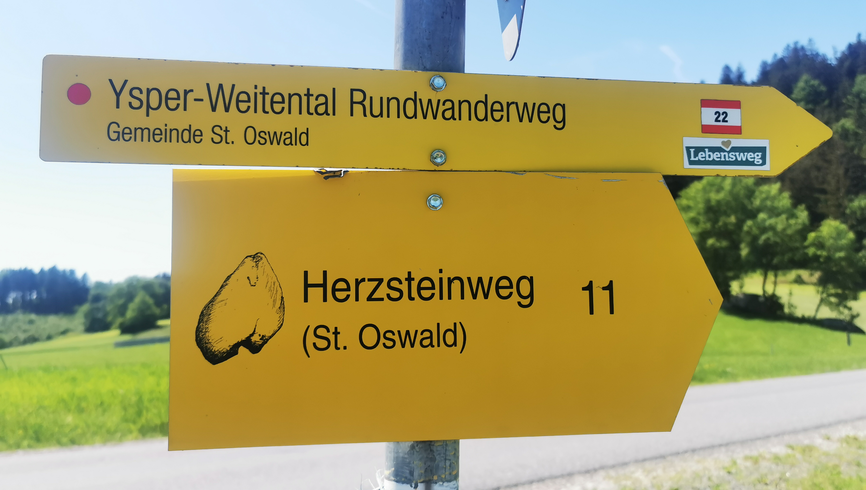 Ysper-Weitental Rundwanderweg
Gemeinde St. Oswald
22
Lebensweg
Herzsteinweg 11
(St. Oswald)